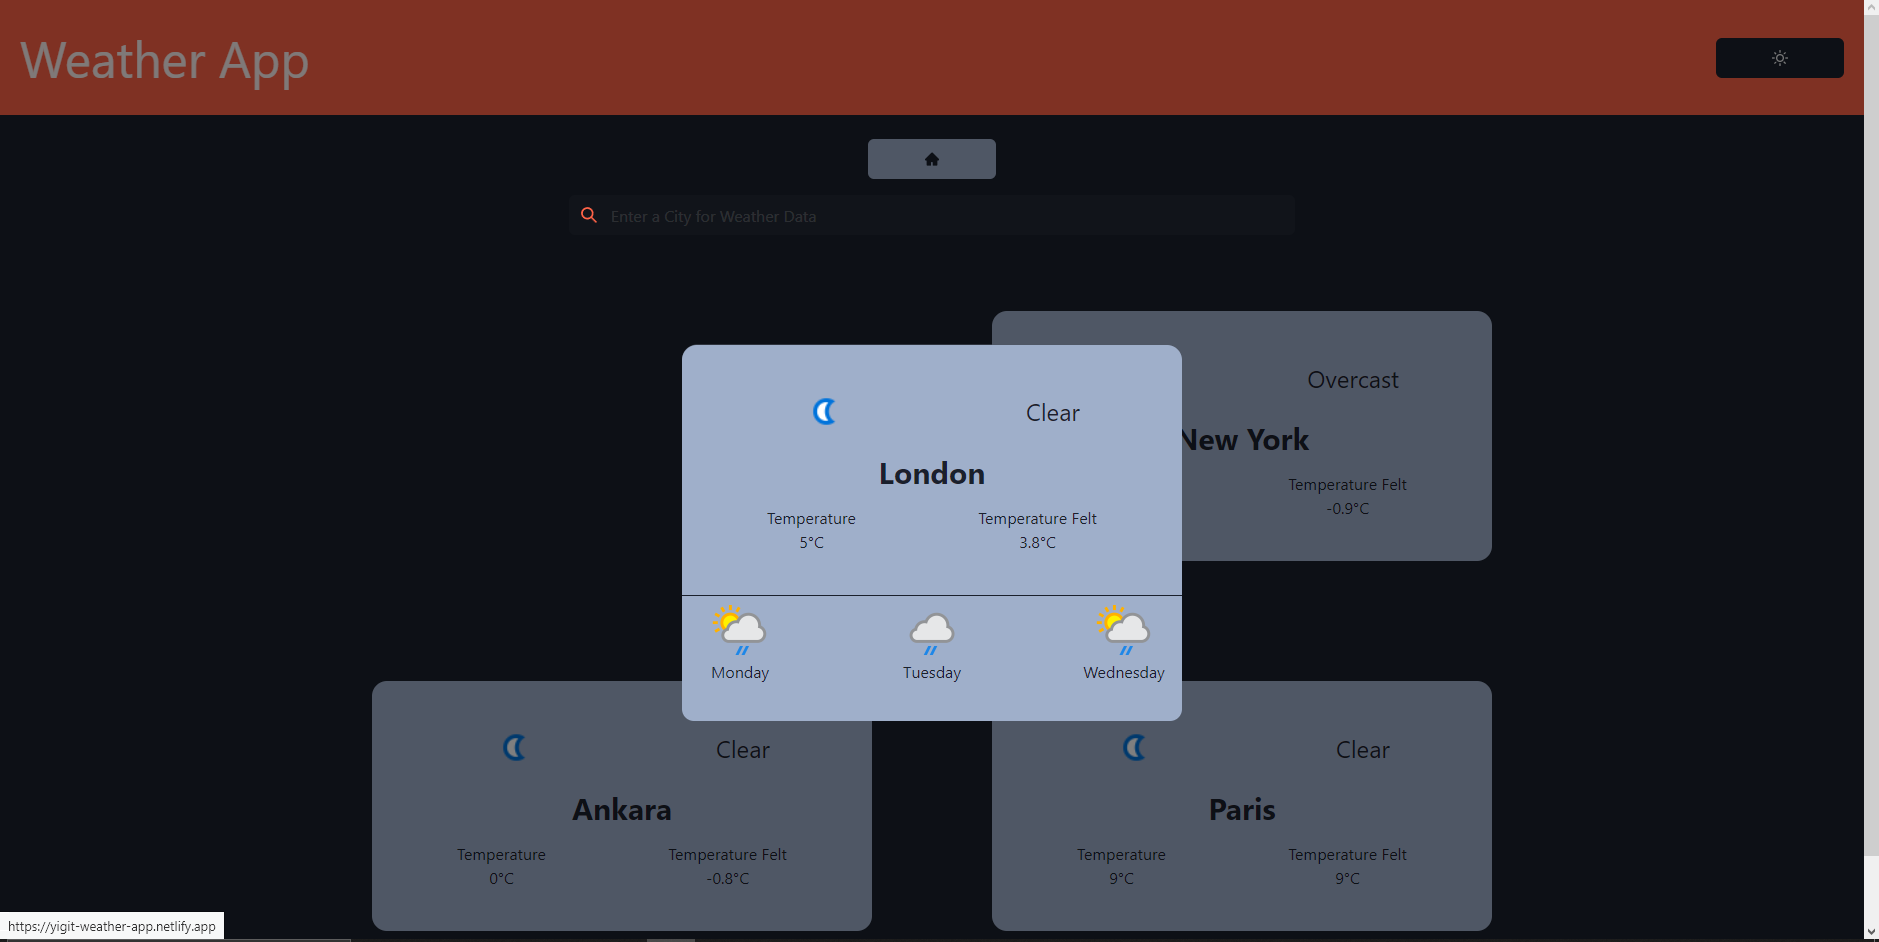 Weather App
Enter a City for Weather Data
Overcast
New York
Temperature Felt
-0.9°C
Clear
London
Temperature Temperature Felt
5°C 3.8°C
Monday Tuesday Wednesday
Clear
Ankara
Temperature Temperature Felt
0°C -0.8°C
Clear
Paris
Temperature Temperature Felt
9°C 9°C
https://yigit-weather-app.netlify.app